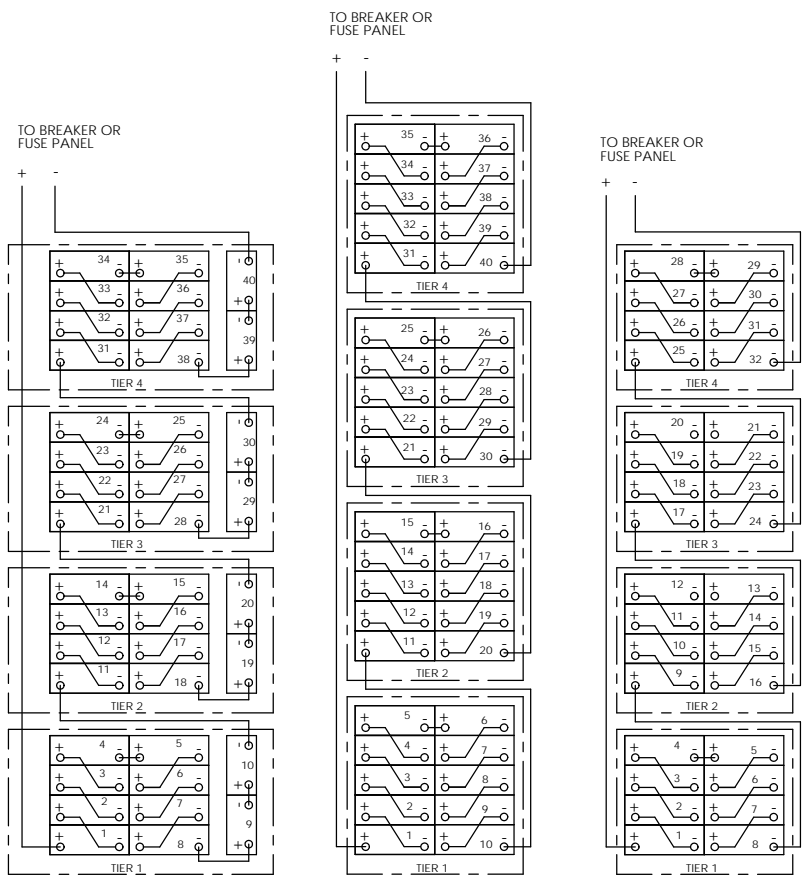 TO BREAKER OR
FUSE PANEL
+ -
+ 34 - + 35 -
+ 33 - + 36 -
+ 32 - + 37 -
+ 31 - + 38 -
- 40 +
- 39 +
TIER 4
+ 24 - + 25 -
+ 23 - + 26 -
+ 22 - + 27 -
+ 21 - + 28 -
- 30 +
- 29 +
TIER 3
+ 14 - + 15 -
+ 13 - + 16 -
+ 12 - + 17 -
+ 11 - + 18 -
- 20 +
- 19 +
TIER 2
+ 4 - + 5 -
+ 3 - + 6 -
+ 2 - + 7 -
+ 1 - + 8 -
- 10 +
- 9 +
TIER 1
TO BREAKER OR
FUSE PANEL
+ -
+ 35 - + 36 -
+ 34 - + 37 -
+ 33 - + 38 -
+ 32 - + 39 -
+ 31 - + 40 -
TIER 4
+ 25 - + 26 -
+ 24 - + 27 -
+ 23 - + 28 -
+ 22 - + 29 -
+ 21 - + 30 -
TIER 3
+ 15 - + 16 -
+ 14 - + 17 -
+ 13 - + 18 -
+ 12 - + 19 -
+ 11 - + 20 -
TIER 2
+ 5 - + 6 -
+ 4 - + 7 -
+ 3 - + 8 -
+ 2 - + 9 -
+ 1 - + 10 -
TIER 1
TO BREAKER OR
FUSE PANEL
+ -
+ 28 - + 29 -
+ 27 - + 30 -
+ 26 - + 31 -
+ 25 - + 32 -
TIER 4
+ 20 - + 21 -
+ 19 - + 22 -
+ 18 - + 23 -
+ 17 - + 24 -
TIER 3
+ 12 - + 13 -
+ 11 - + 14 -
+ 10 - + 15 -
+ 9 - + 16 -
TIER 2
+ 4 - + 5 -
+ 3 - + 6 -
+ 2 - + 7 -
+ 1 - + 8 -
TIER 1